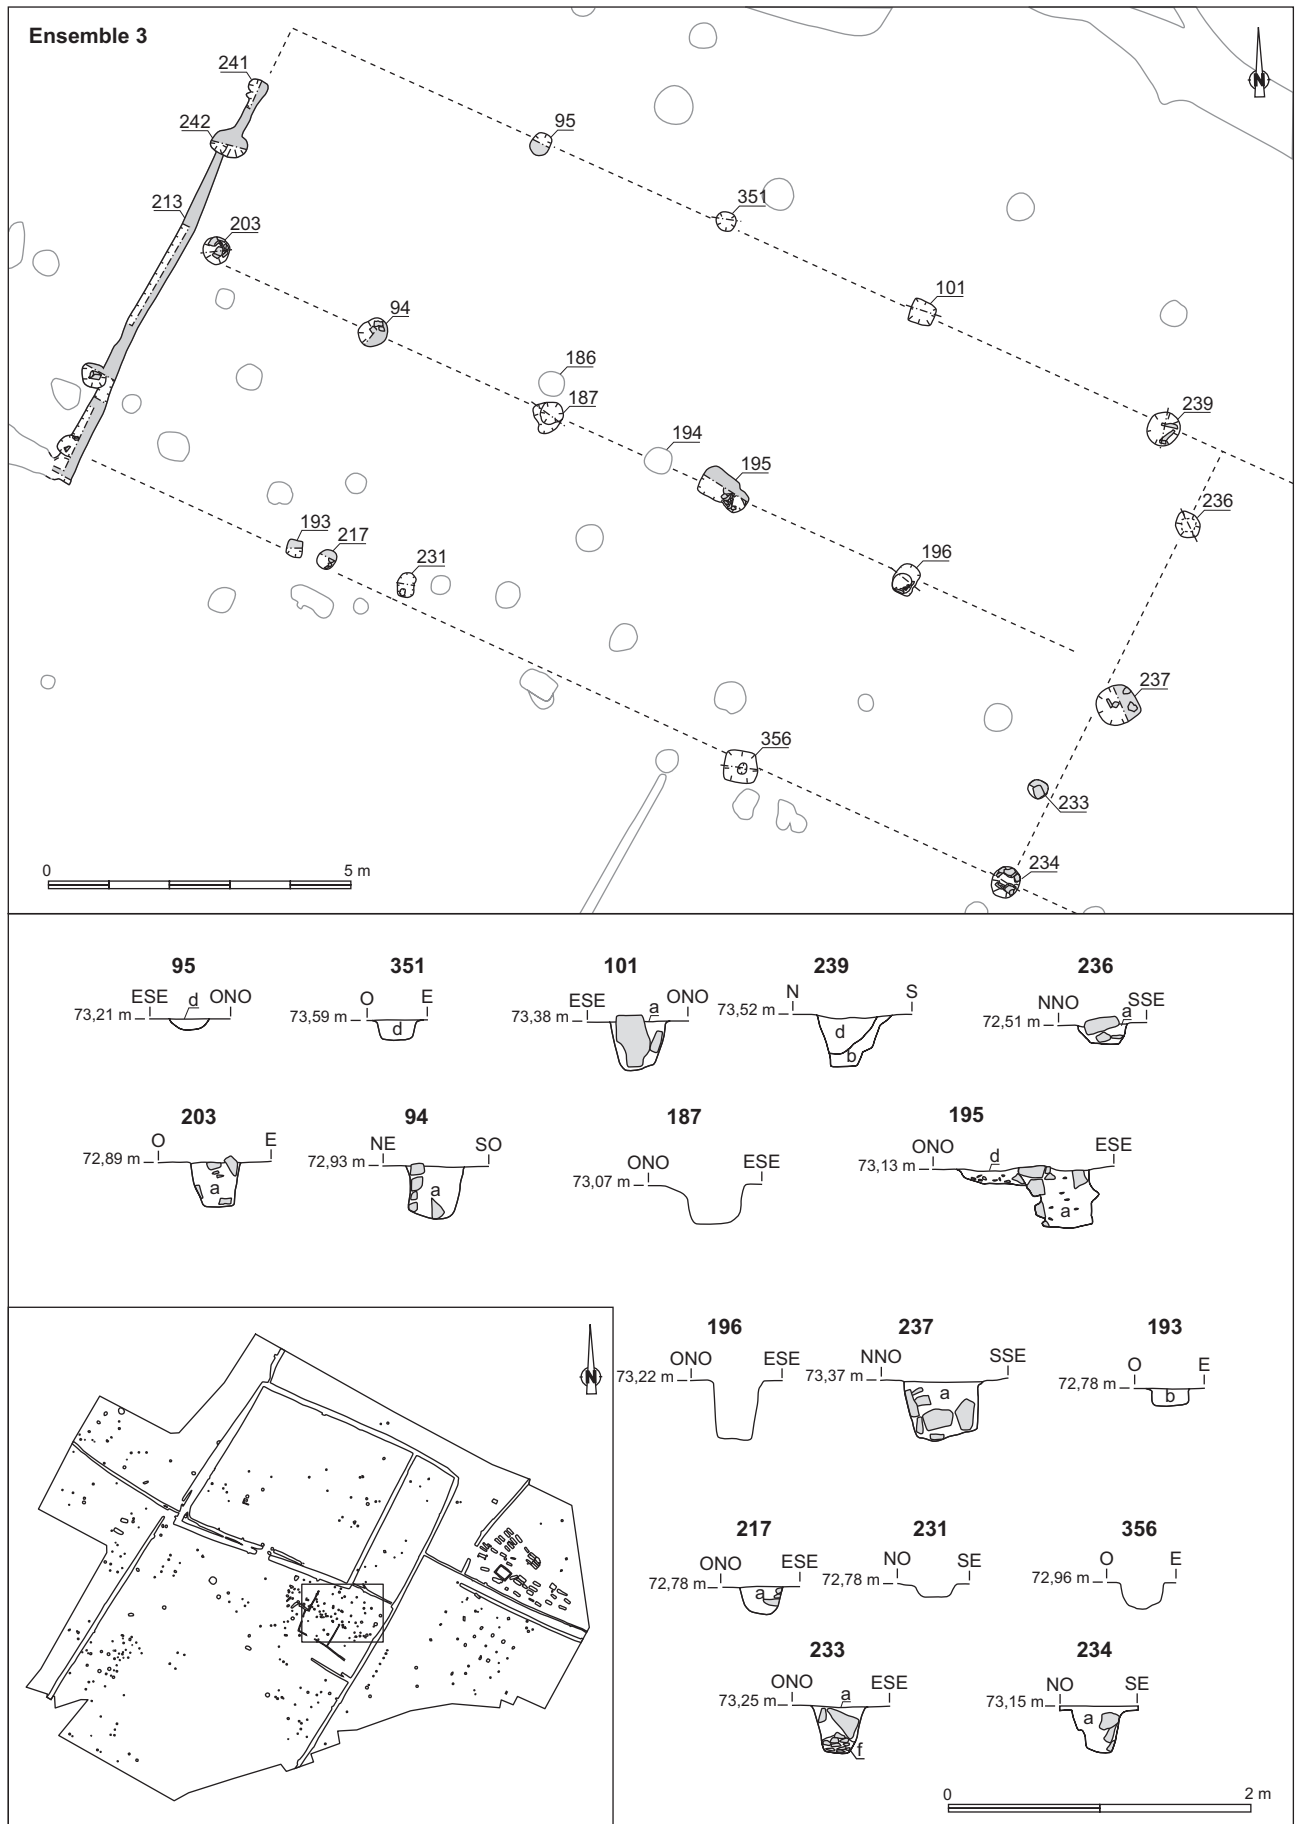 Ensemble 3
N
241
242
95
213
203
351
101
94
186
187
239
194
195
236
193
217
231
196
237
356
233
234
0 5 m
95 351 101 239 236
ESE d ONO
73,21 m
O E
73,59 m
d
ESE a ONO
73,38 m
N S
73,52 m
d
b
NNO a SSE
72,51 m
203 94 187 195
O E
72,89 m
a
NE SO
72,93 m
a
ONO ESE
73,07 m
ONO d ESE
73,13 m
a
N
196 237 193
ONO ESE
73,22 m
NNO SSE
73,37 m
a
O E
72,78 m
b
217 231 356
ONO ESE
72,78 m
a a
NO SE
72,78 m
O E
72,96 m
233 234
ONO a ESE
73,25 m
f
NO SE
73,15 m
a
0 2 m